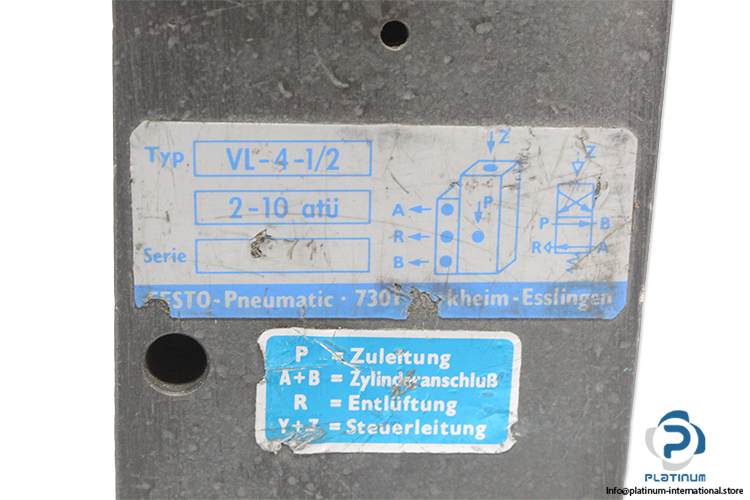 Typ. VL-4-1/2
2-10 atü
Serie
Z
P
A
R
B
Z
P B
R A
FESTO-Pneumatic · 7301 kheim-Esslingen
P = Zuleitung
A+B = Zylinderanschluß
R = Entlüftung
Y+Z = Steuerleitung
PLATINUM
Info@platinum-international.store